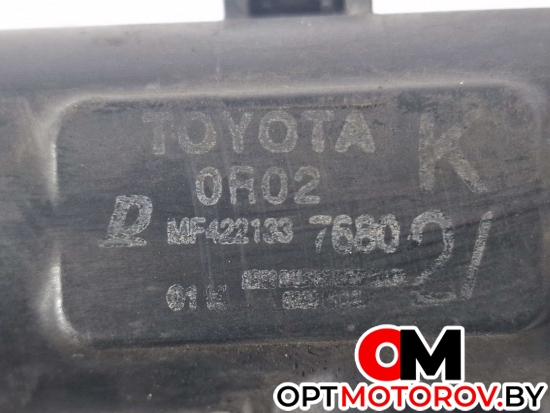 TOYOTA K
0R02
D MF422133 7680 2/
01
OM
OPTMOTOROV.BY